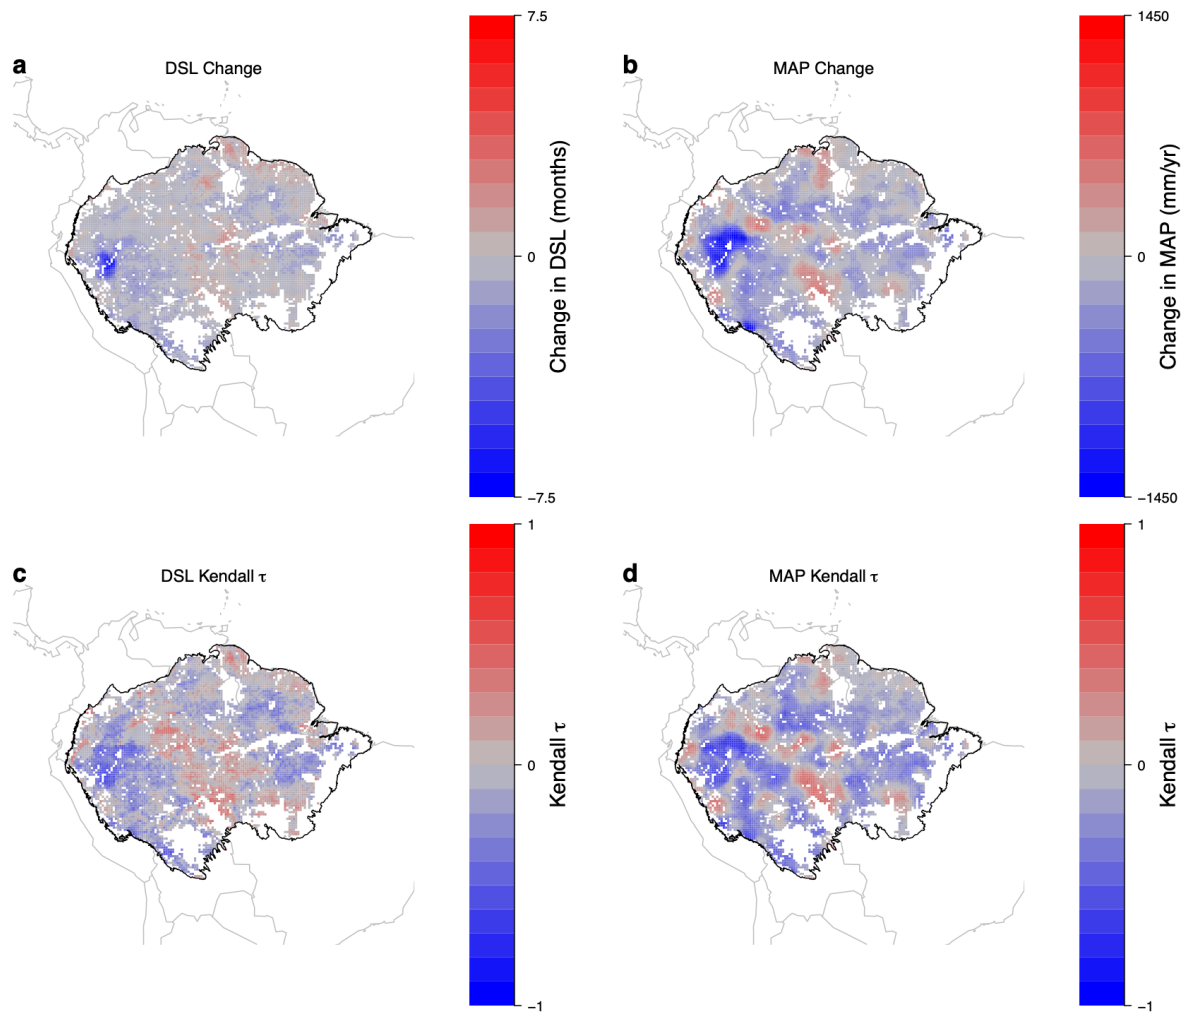 a
DSL Change
7.5
0
−7.5
Change in DSL (months)
b
MAP Change
1450
0
−1450
Change in MAP (mm/yr)
c
DSL Kendall τ
1
0
−1
Kendall τ
d
MAP Kendall τ
1
0
−1
Kendall τ